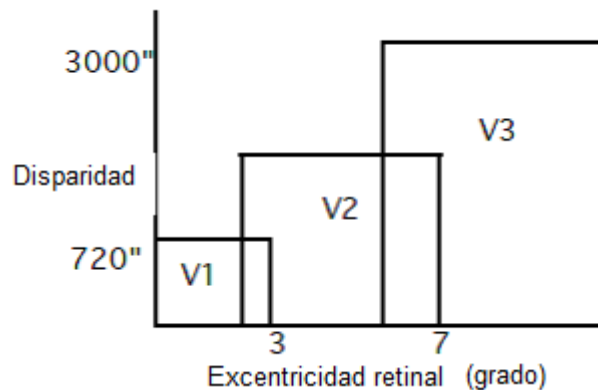 3000"
V3
Disparidad
V2
720"
V1
3 7
Excentricidad retinal (grado)